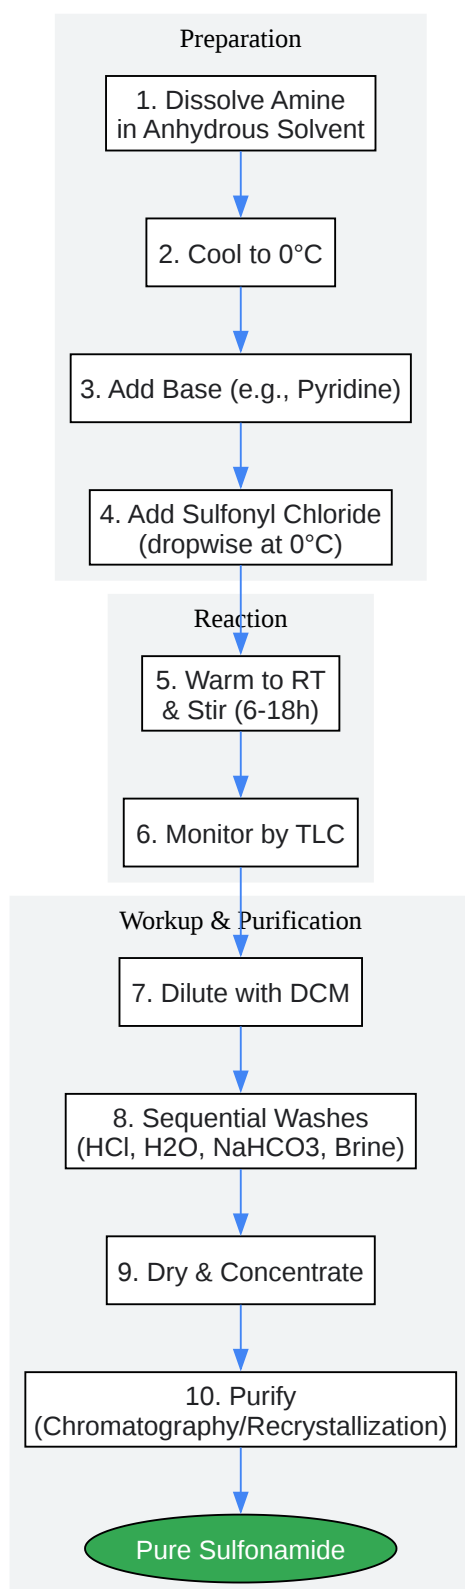 Preparation
1. Dissolve Amine
in Anhydrous Solvent
2. Cool to 0°C
3. Add Base (e.g., Pyridine)
4. Add Sulfonyl Chloride
(dropwise at 0°C)
Reaction
5. Warm to RT
& Stir (6-18h)
6. Monitor by TLC
Workup & Purification
7. Dilute with DCM
8. Sequential Washes
(HCl, H2O, NaHCO3, Brine)
9. Dry & Concentrate
10. Purify
(Chromatography/Recrystallization)
Pure Sulfonamide